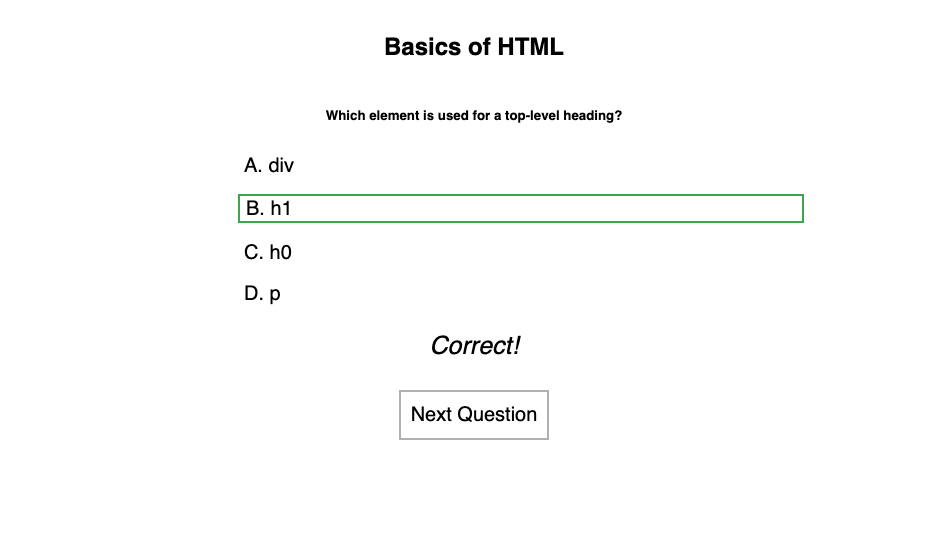 Basics of HTML
Which element is used for a top-level heading?
A. div
B. h1
C. h0
D. p
Correct!
Next Question